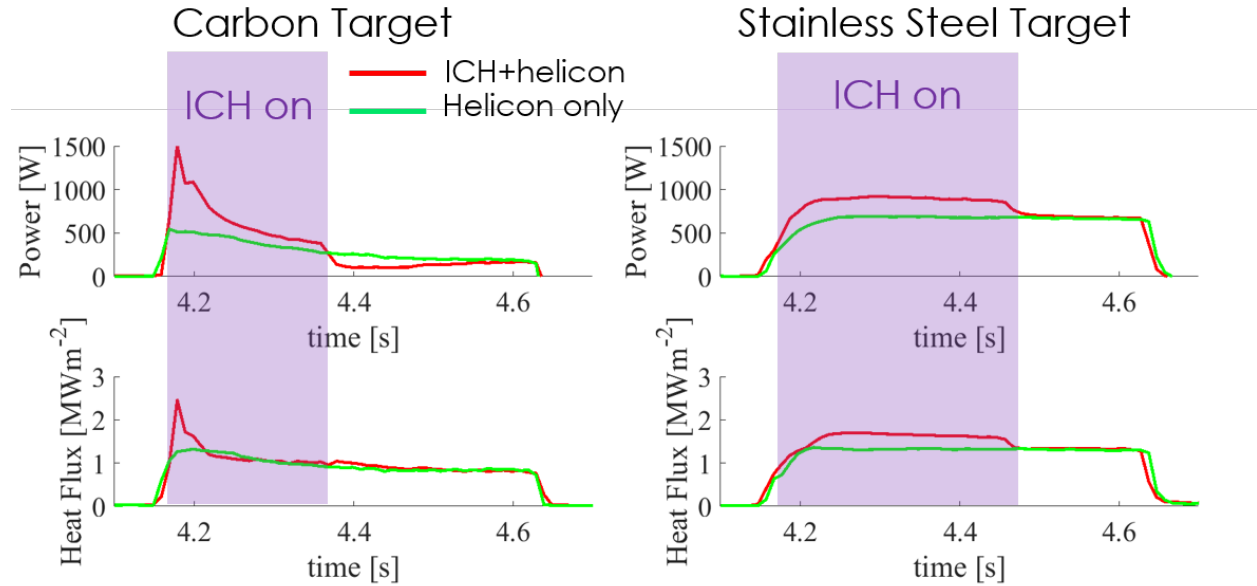 Carbon Target
Stainless Steel Target
ICH+helicon
Helicon only
ICH on
ICH on
Power [W]
1500
1000
500
0
4.2
4.4
4.6
time [s]
Power [W]
1500
1000
500
0
4.2
4.4
4.6
time [s]
Heat Flux [MWm-2]
3
2
1
0
4.2
4.4
4.6
time [s]
Heat Flux [MWm-2]
3
2
1
0
4.2
4.4
4.6
time [s]